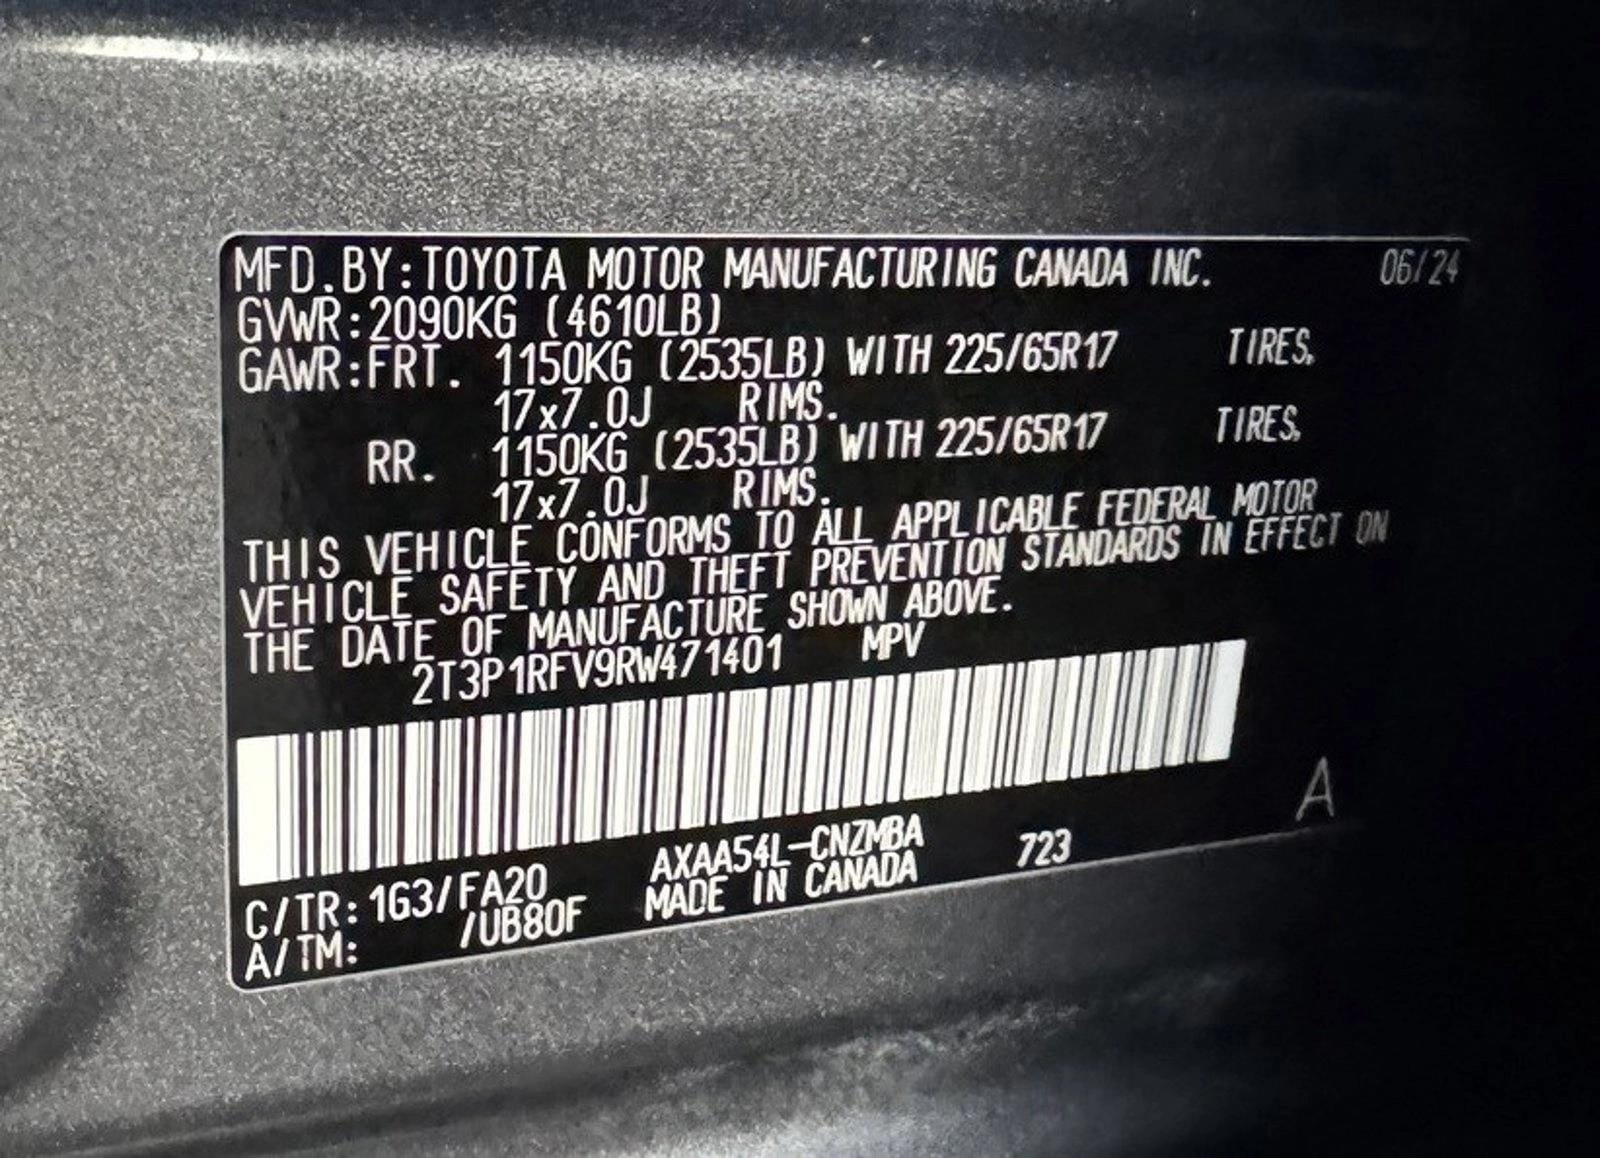 MFD.BY:TOYOTA MOTOR MANUFACTURING CANADA INC. 06/24
GVWR:2090KG (4610LB)
GAWR:FRT. 1150KG (2535LB) WITH 225/65R17 TIRES,
17x7.0J RIMS.
RR. 1150KG (2535LB) WITH 225/65R17 TIRES,
17x7.0J RIMS.
THIS VEHICLE CONFORMS TO ALL APPLICABLE FEDERAL MOTOR
VEHICLE SAFETY AND THEFT PREVENTION STANDARDS IN EFFECT ON
THE DATE OF MANUFACTURE SHOWN ABOVE.
2T3P1RFV9RW471401 MPV
A
C/TR:1G3/FA20 AXAA54L-CNZMBA 723
A/TM: /UB80F MADE IN CANADA